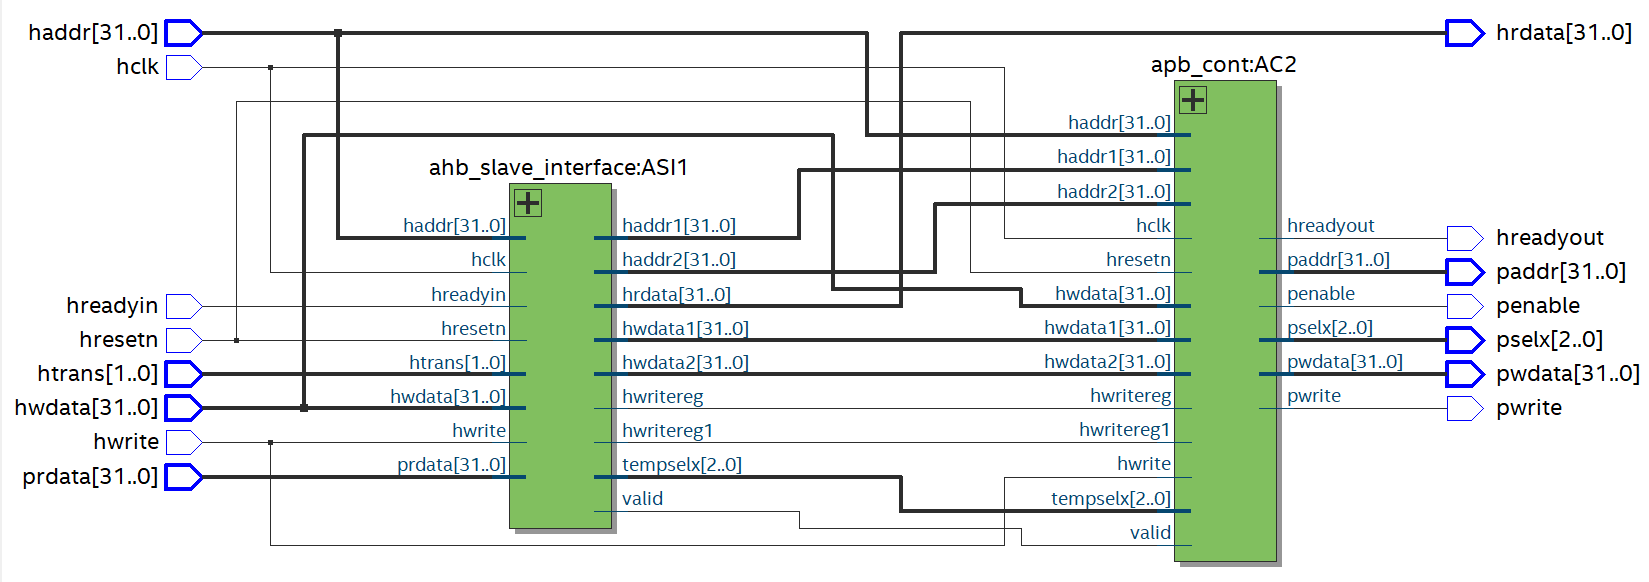 haddr[31..0]
hclk
hreadyin
hresetn
htrans[1..0]
hwdata[31..0]
hwrite
prdata[31..0]
ahb_slave_interface:ASI1
haddr[31..0]
hclk
hreadyin
hresetn
htrans[1..0]
hwdata[31..0]
hwrite
prdata[31..0]
haddr1[31..0]
haddr2[31..0]
hrdata[31..0]
hwdata1[31..0]
hwdata2[31..0]
hwritereg
hwritereg1
tempselx[2..0]
valid
apb_cont:AC2
haddr[31..0]
haddr1[31..0]
haddr2[31..0]
hclk
hresetn
hwdata[31..0]
hwdata1[31..0]
hwdata2[31..0]
hwritereg
hwritereg1
hwrite
tempselx[2..0]
valid
hreadyout
paddr[31..0]
penable
pselx[2..0]
pwdata[31..0]
pwrite
hrdata[31..0]
hreadyout
paddr[31..0]
penable
pselx[2..0]
pwdata[31..0]
pwrite